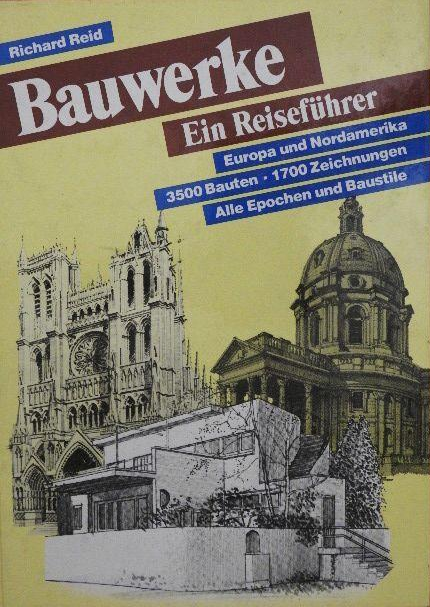 Richard Reid
Bauwerke
Ein Reiseführer
Europa und Nordamerika
3500 Bauten · 1700 Zeichnungen
Alle Epochen und Baustile